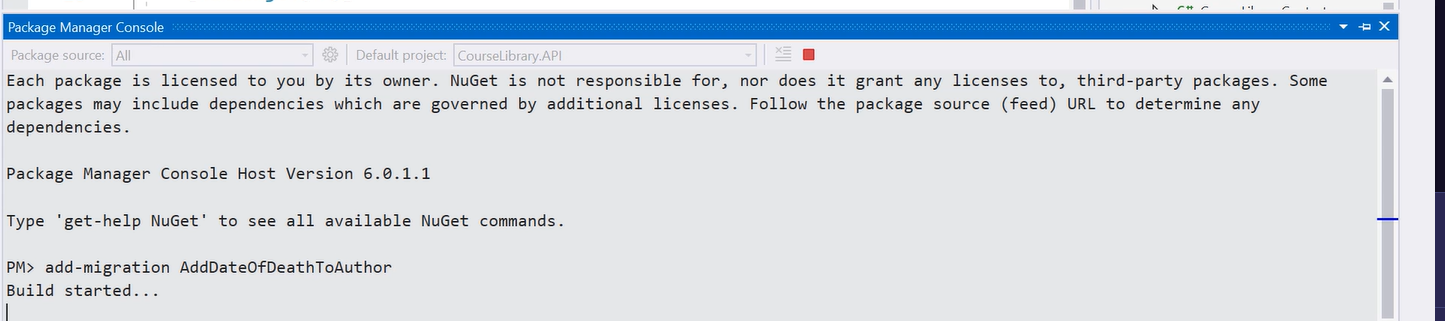 Package Manager Console
Package source: All Default project: CourseLibrary.API
Each package is licensed to you by its owner. NuGet is not responsible for, nor does it grant any licenses to, third-party packages. Some
packages may include dependencies which are governed by additional licenses. Follow the package source (feed) URL to determine any
dependencies.
Package Manager Console Host Version 6.0.1.1
Type 'get-help NuGet' to see all available NuGet commands.
PM> add-migration AddDateOfDeathToAuthor
Build started...